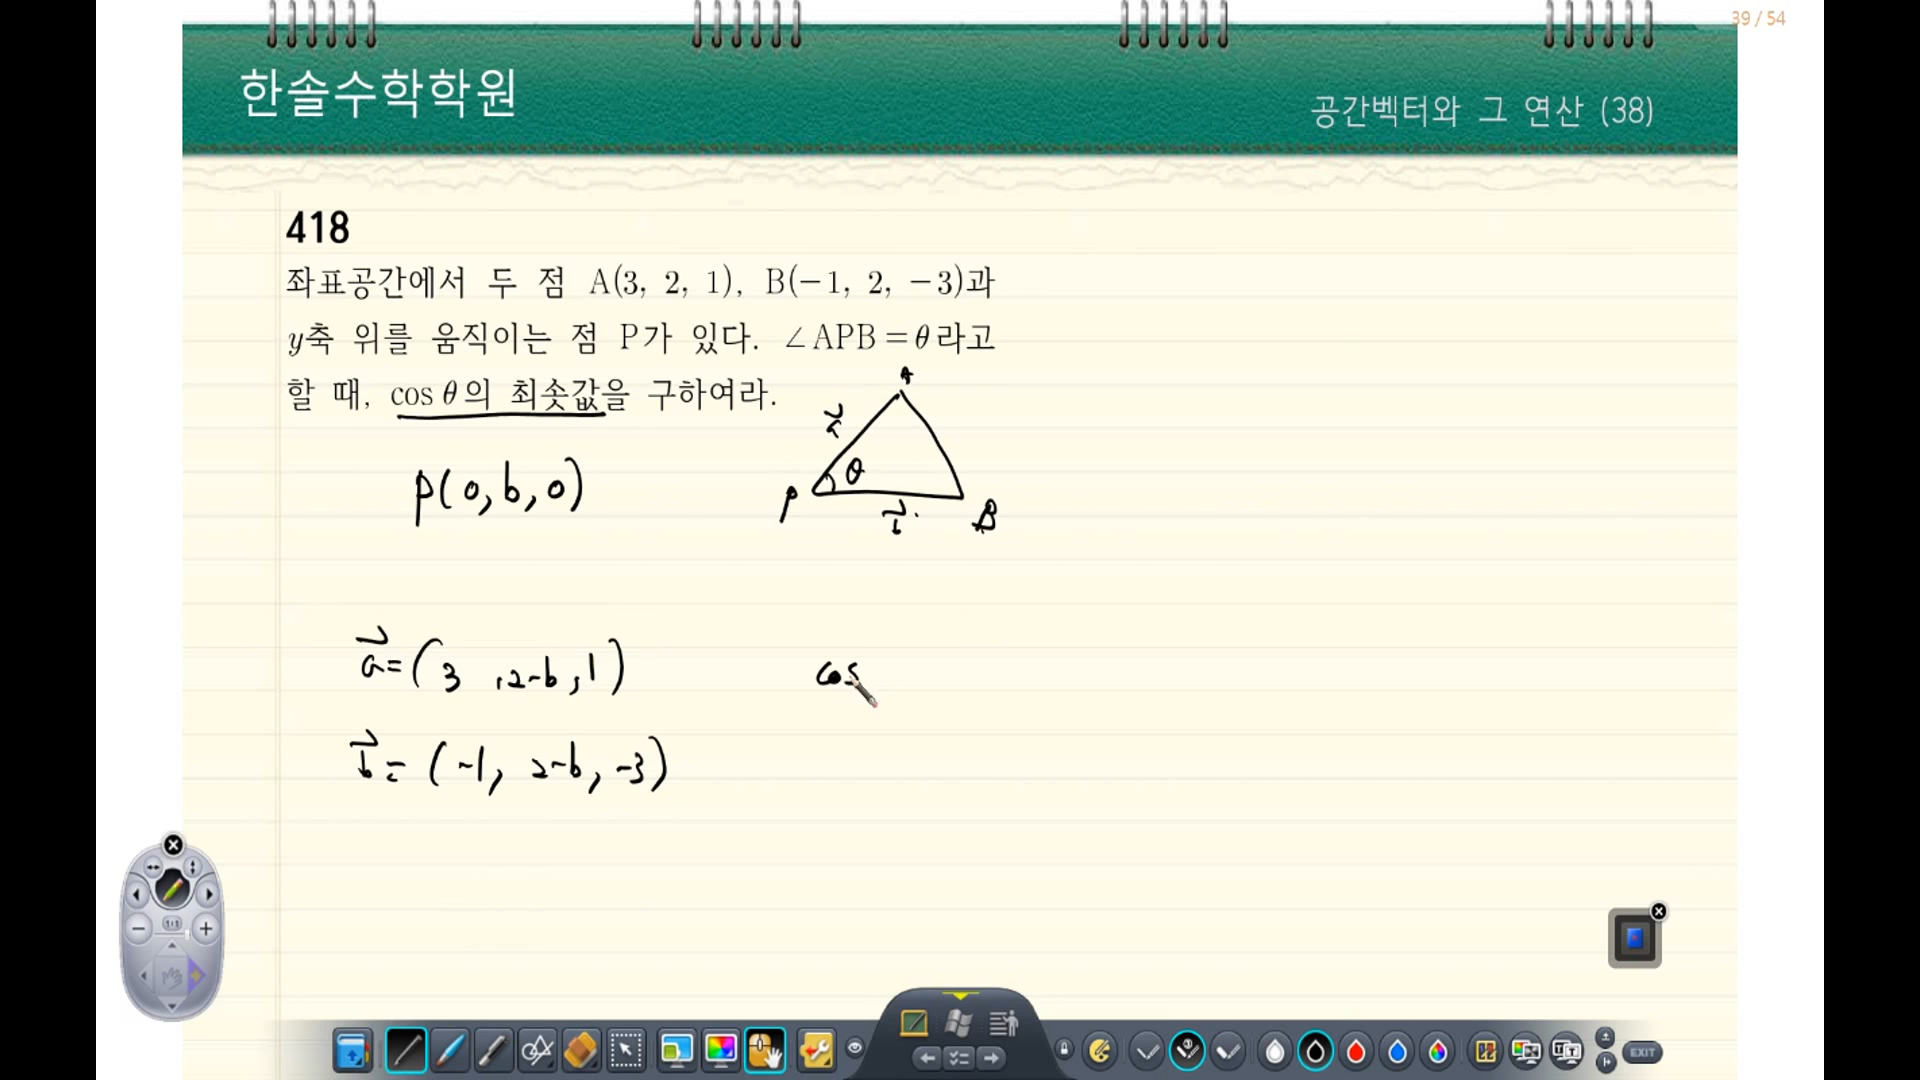 39 / 54
한솔수학학원
공간벡터와 그 연산 (38)
418
좌표공간에서 두 점 A(3, 2, 1), B(−1, 2, −3)과
y축 위를 움직이는 점 P가 있다. ∠APB=θ라고
할 때, cos θ의 최솟값을 구하여라.
A
a⃗
θ
P(0, b, 0)
P
b⃗
B
a⃗=(3, 2-b, 1)
cos
b⃗=(-1, 2-b, -3)
1:1
EXIT